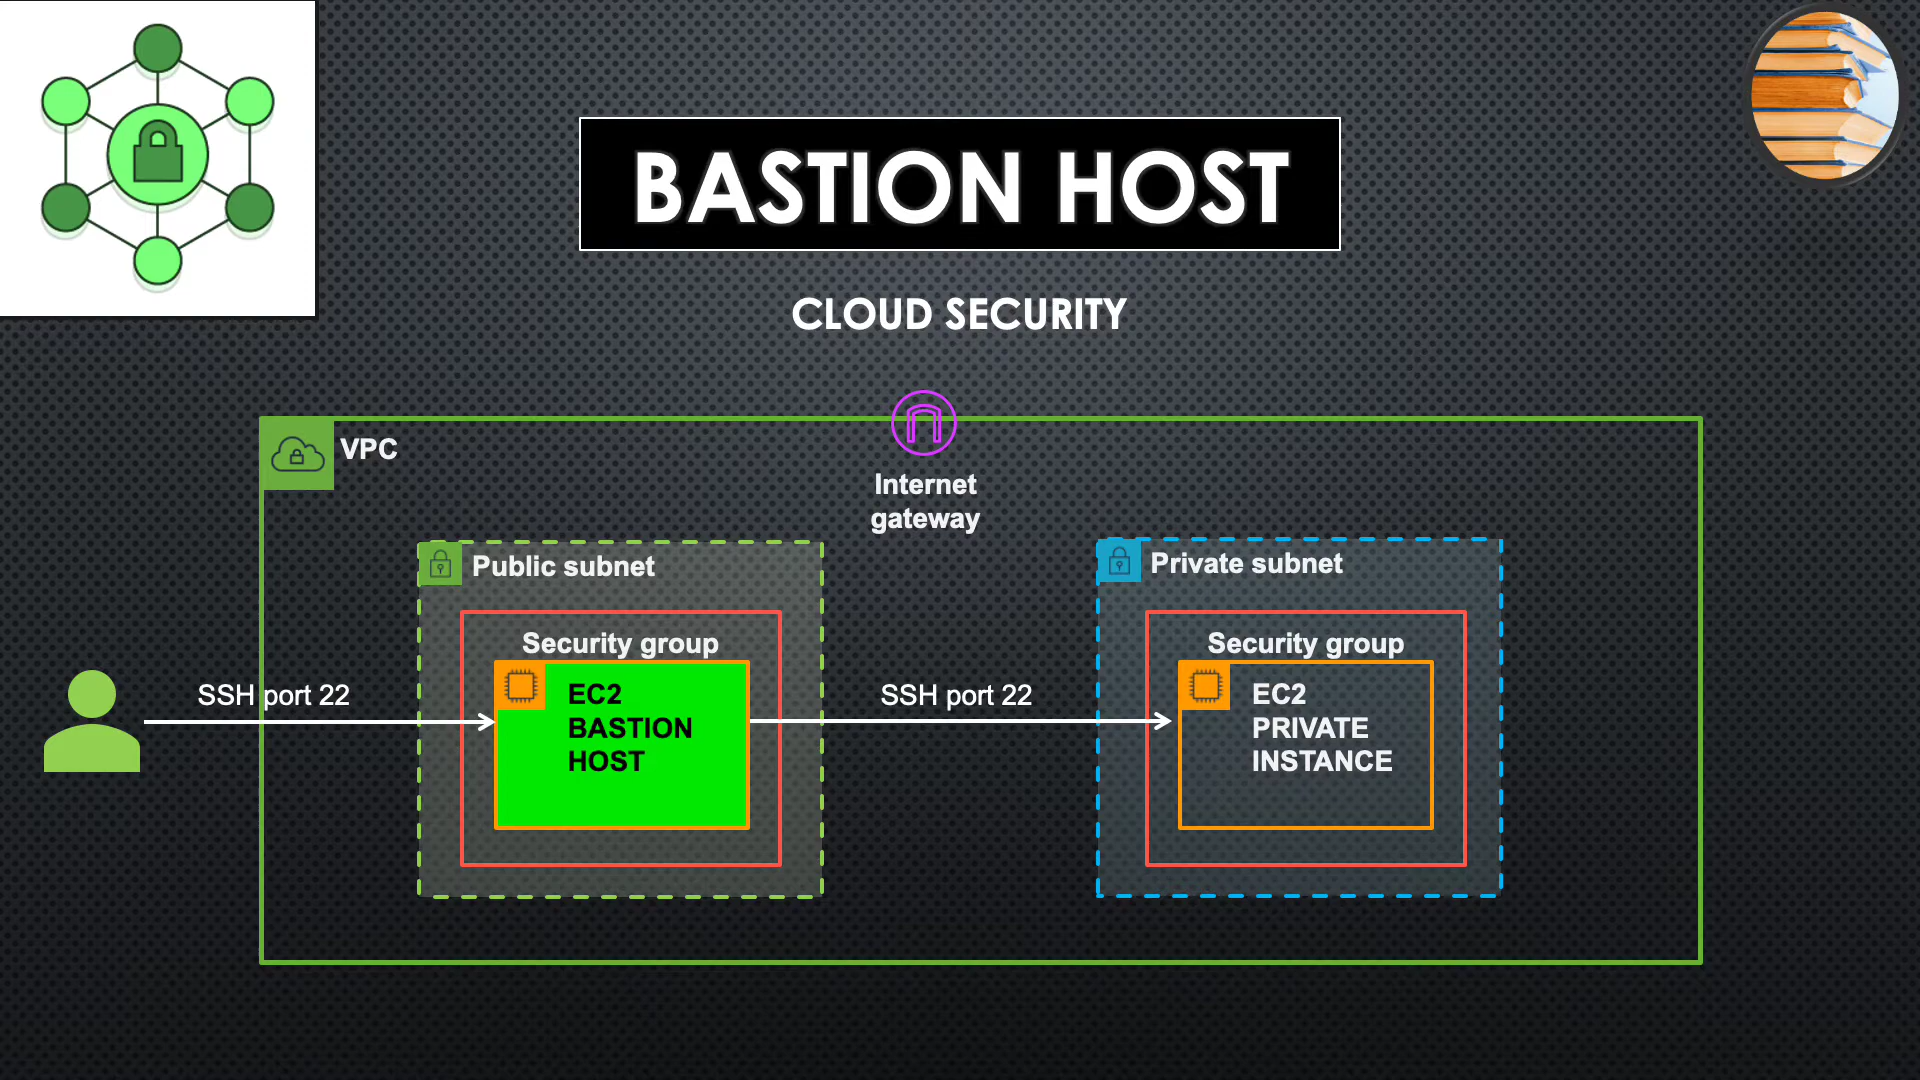 BASTION HOST
CLOUD SECURITY
VPC
Internet
gateway
Public subnet
Private subnet
Security group
Security group
SSH port 22
EC2
BASTION
HOST
SSH port 22
EC2
PRIVATE
INSTANCE